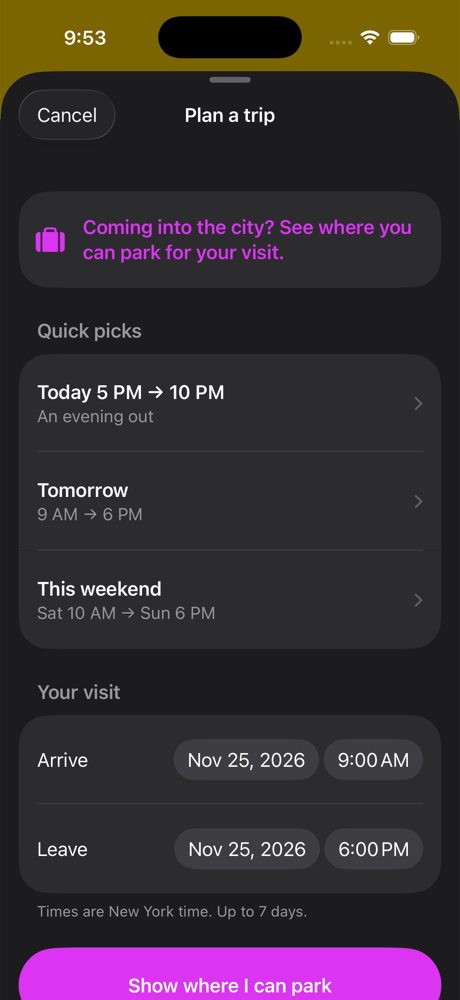 9:53
Cancel
Plan a trip
Coming into the city? See where you
can park for your visit.
Quick picks
Today 5 PM → 10 PM
An evening out
Tomorrow
9 AM → 6 PM
This weekend
Sat 10 AM → Sun 6 PM
Your visit
Arrive Nov 25, 2026 9:00 AM
Leave Nov 25, 2026 6:00 PM
Times are New York time. Up to 7 days.
Show where I can park